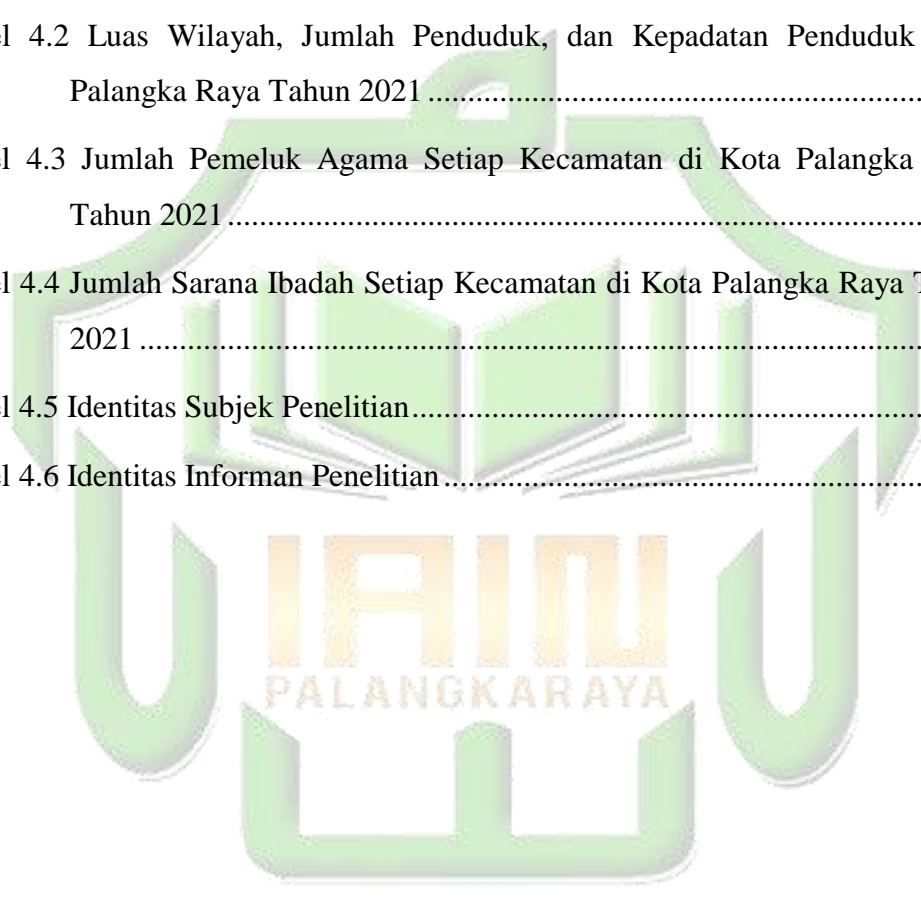 el 4.2 Luas Wilayah, Jumlah Penduduk, dan Kepadatan Penduduk
Palangka Raya Tahun 2021 ................................................................
el 4.3 Jumlah Pemeluk Agama Setiap Kecamatan di Kota Palangka
Tahun 2021 ................................................................
el 4.4 Jumlah Sarana Ibadah Setiap Kecamatan di Kota Palangka Raya T
2021 ................................................................
el 4.5 Identitas Subjek Penelitian ................................................................
el 4.6 Identitas Informan Penelitian ................................................................
IAIN
PALANGKARAYA